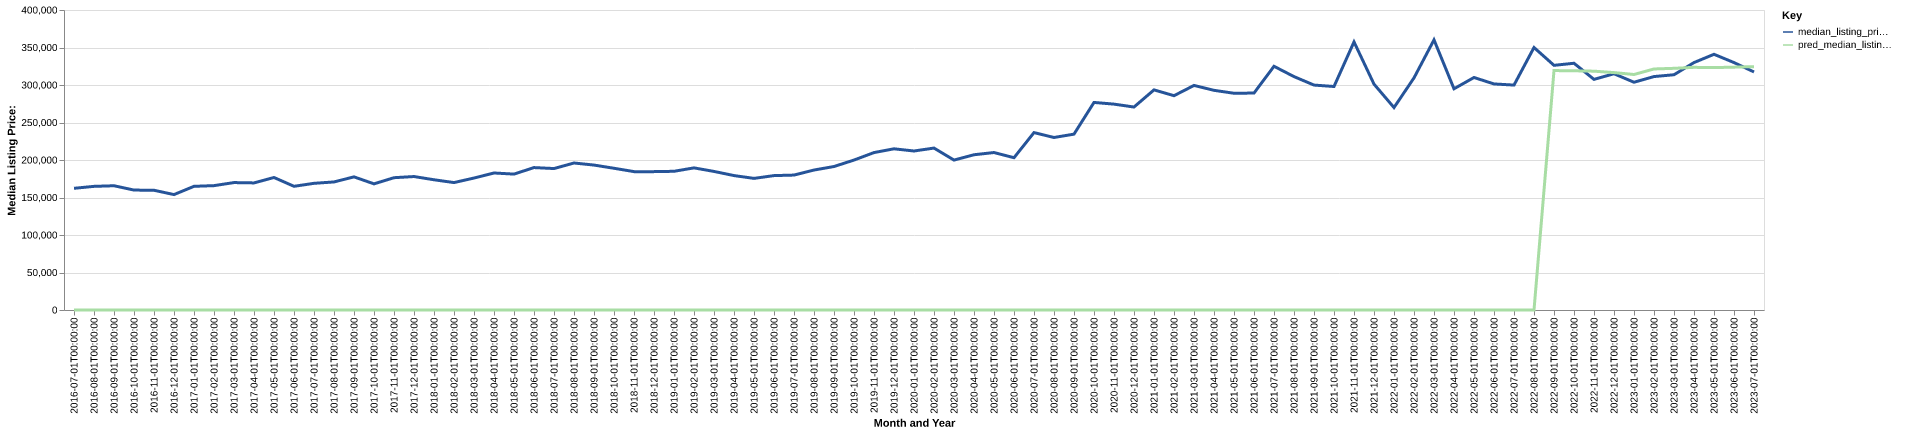 400,000
350,000
300,000
250,000
200,000
150,000
100,000
50,000
0
Median Listing Price:
2016-07-01T00:00:00
2016-08-01T00:00:00
2016-09-01T00:00:00
2016-10-01T00:00:00
2016-11-01T00:00:00
2016-12-01T00:00:00
2017-01-01T00:00:00
2017-02-01T00:00:00
2017-03-01T00:00:00
2017-04-01T00:00:00
2017-05-01T00:00:00
2017-06-01T00:00:00
2017-07-01T00:00:00
2017-08-01T00:00:00
2017-09-01T00:00:00
2017-10-01T00:00:00
2017-11-01T00:00:00
2017-12-01T00:00:00
2018-01-01T00:00:00
2018-02-01T00:00:00
2018-03-01T00:00:00
2018-04-01T00:00:00
2018-05-01T00:00:00
2018-06-01T00:00:00
2018-07-01T00:00:00
2018-08-01T00:00:00
2018-09-01T00:00:00
2018-10-01T00:00:00
2018-11-01T00:00:00
2018-12-01T00:00:00
2019-01-01T00:00:00
2019-02-01T00:00:00
2019-03-01T00:00:00
2019-04-01T00:00:00
2019-05-01T00:00:00
2019-06-01T00:00:00
2019-07-01T00:00:00
2019-08-01T00:00:00
2019-09-01T00:00:00
2019-10-01T00:00:00
2019-11-01T00:00:00
2019-12-01T00:00:00
2020-01-01T00:00:00
2020-02-01T00:00:00
2020-03-01T00:00:00
2020-04-01T00:00:00
2020-05-01T00:00:00
2020-06-01T00:00:00
2020-07-01T00:00:00
2020-08-01T00:00:00
2020-09-01T00:00:00
2020-10-01T00:00:00
2020-11-01T00:00:00
2020-12-01T00:00:00
2021-01-01T00:00:00
2021-02-01T00:00:00
2021-03-01T00:00:00
2021-04-01T00:00:00
2021-05-01T00:00:00
2021-06-01T00:00:00
2021-07-01T00:00:00
2021-08-01T00:00:00
2021-09-01T00:00:00
2021-10-01T00:00:00
2021-11-01T00:00:00
2021-12-01T00:00:00
2022-01-01T00:00:00
2022-02-01T00:00:00
2022-03-01T00:00:00
2022-04-01T00:00:00
2022-05-01T00:00:00
2022-06-01T00:00:00
2022-07-01T00:00:00
2022-08-01T00:00:00
2022-09-01T00:00:00
2022-10-01T00:00:00
2022-11-01T00:00:00
2022-12-01T00:00:00
2023-01-01T00:00:00
2023-02-01T00:00:00
2023-03-01T00:00:00
2023-04-01T00:00:00
2023-05-01T00:00:00
2023-06-01T00:00:00
2023-07-01T00:00:00
Month and Year
Key
median_listing_pri…
pred_median_listin…